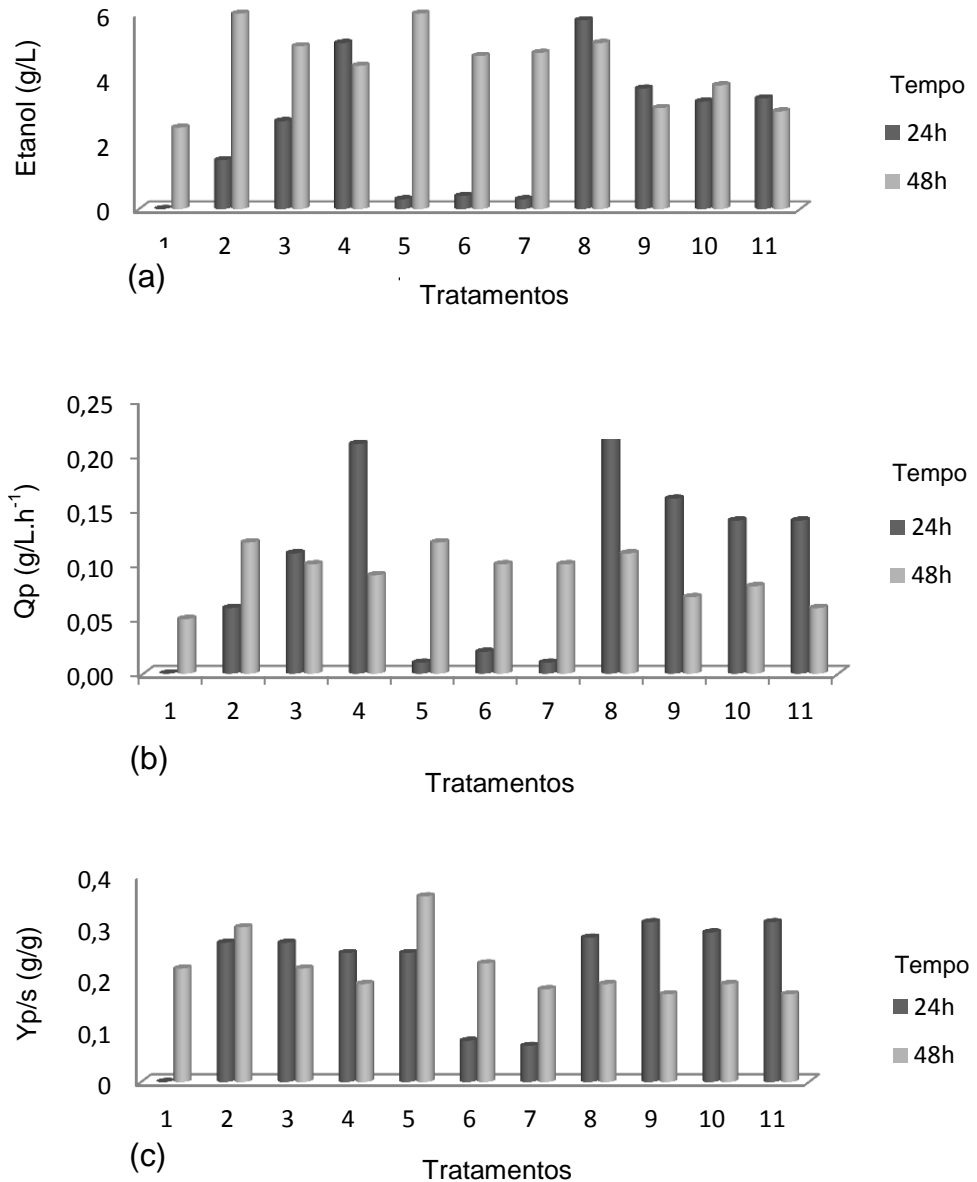 Etanol (g/L)
6
4
2
0
1 2 3 4 5 6 7 8 9 10 11
Tempo
24h
48h
(a)
Tratamentos
Qp (g/L.h⁻¹)
0,25
0,20
0,15
0,10
0,05
0,00
1 2 3 4 5 6 7 8 9 10 11
Tempo
24h
48h
(b)
Tratamentos
Yp/s (g/g)
0,4
0,3
0,2
0,1
0
1 2 3 4 5 6 7 8 9 10 11
Tempo
24h
48h
(c)
Tratamentos